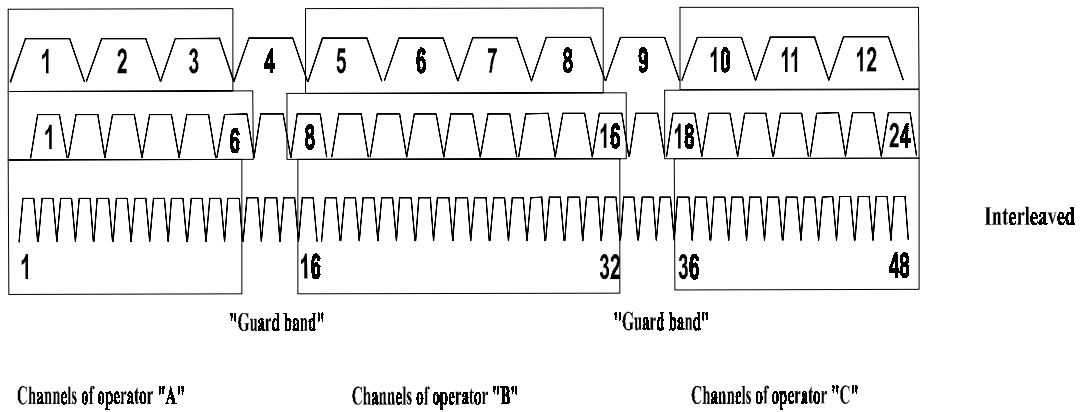 1 2 3 4 5 6 7 8 9 10 11 12
1 6 8 16 18 24
Interleaved
1 16 32 36 48
"Guard band" "Guard band"
Channels of operator "A" Channels of operator "B" Channels of operator "C"